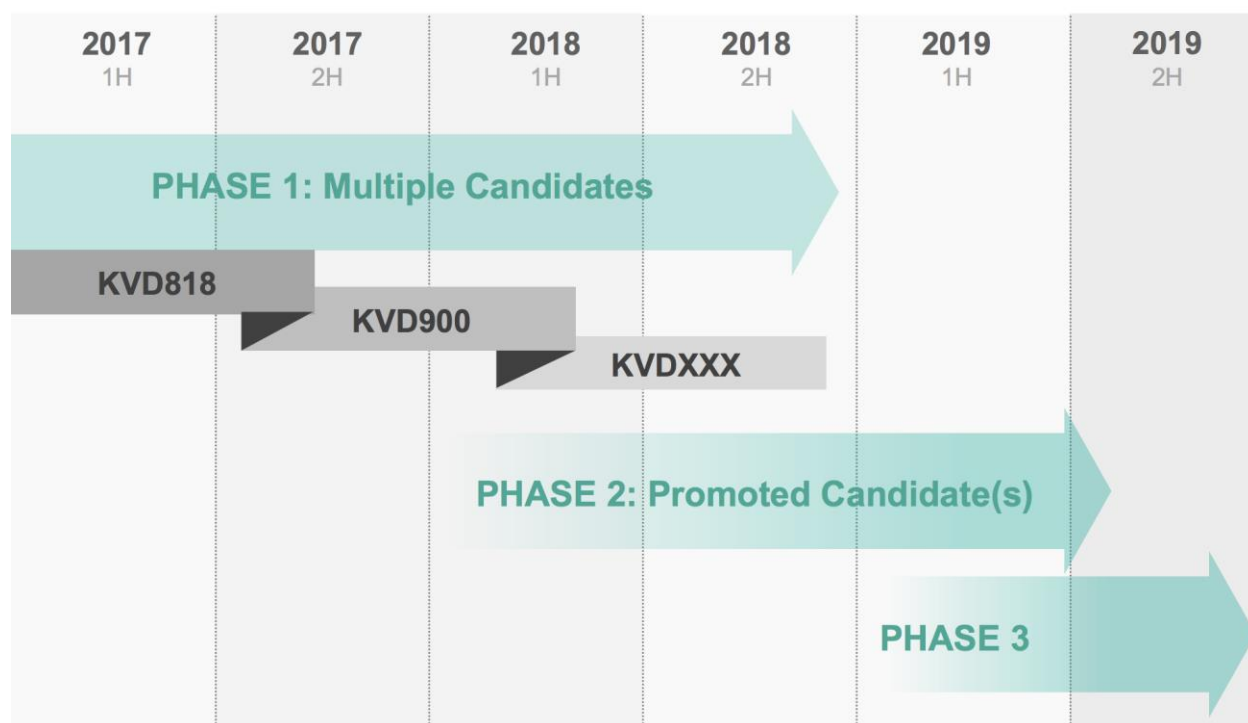 2017 2017 2018 2018 2019 2019
1H 2H 1H 2H 1H 2H
PHASE 1: Multiple Candidates
KVD818
KVD900
KVDXXX
PHASE 2: Promoted Candidate(s)
PHASE 3